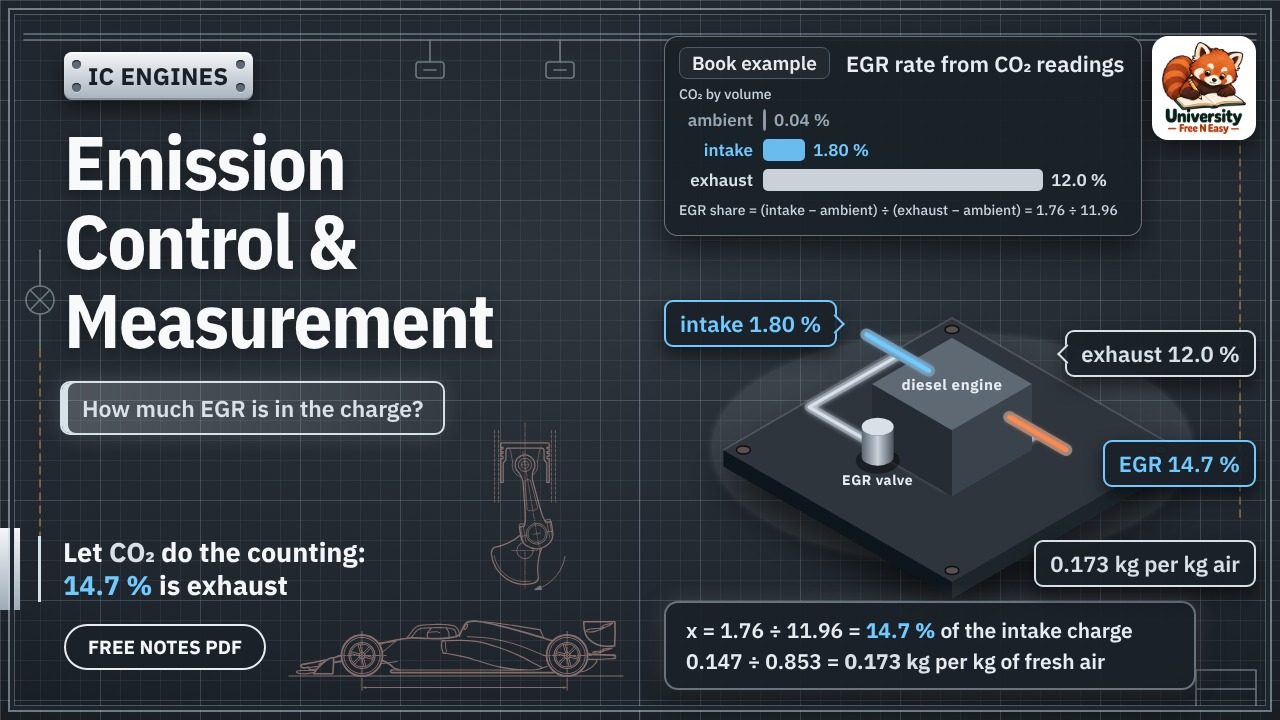 IC ENGINES
Emission
Control &
Measurement
How much EGR is in the charge?
Let CO₂ do the counting:
14.7 % is exhaust
FREE NOTES PDF
Book example
EGR rate from CO₂ readings
CO₂ by volume
ambient 0.04 %
intake 1.80 %
exhaust 12.0 %
EGR share = (intake − ambient) ÷ (exhaust − ambient) = 1.76 ÷ 11.96
University
Free N Easy
intake 1.80 %
exhaust 12.0 %
diesel engine
EGR 14.7 %
EGR valve
0.173 kg per kg air
x = 1.76 ÷ 11.96 = 14.7 % of the intake charge
0.147 ÷ 0.853 = 0.173 kg per kg of fresh air